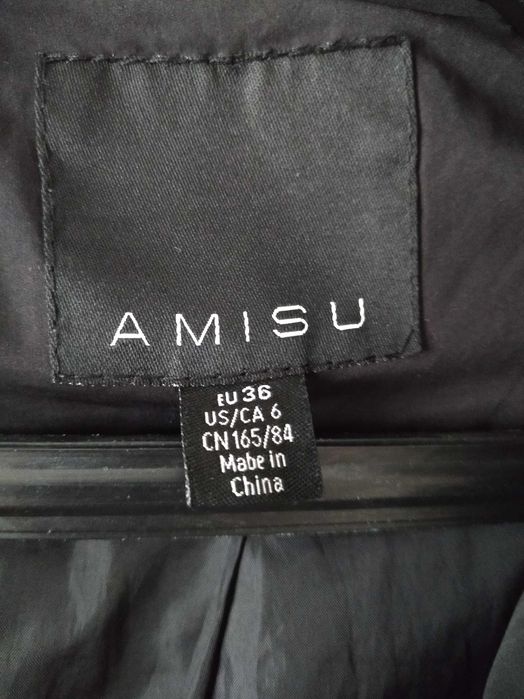 AMISU
EU 36
US/CA 6
CN 165/84
Made in
China